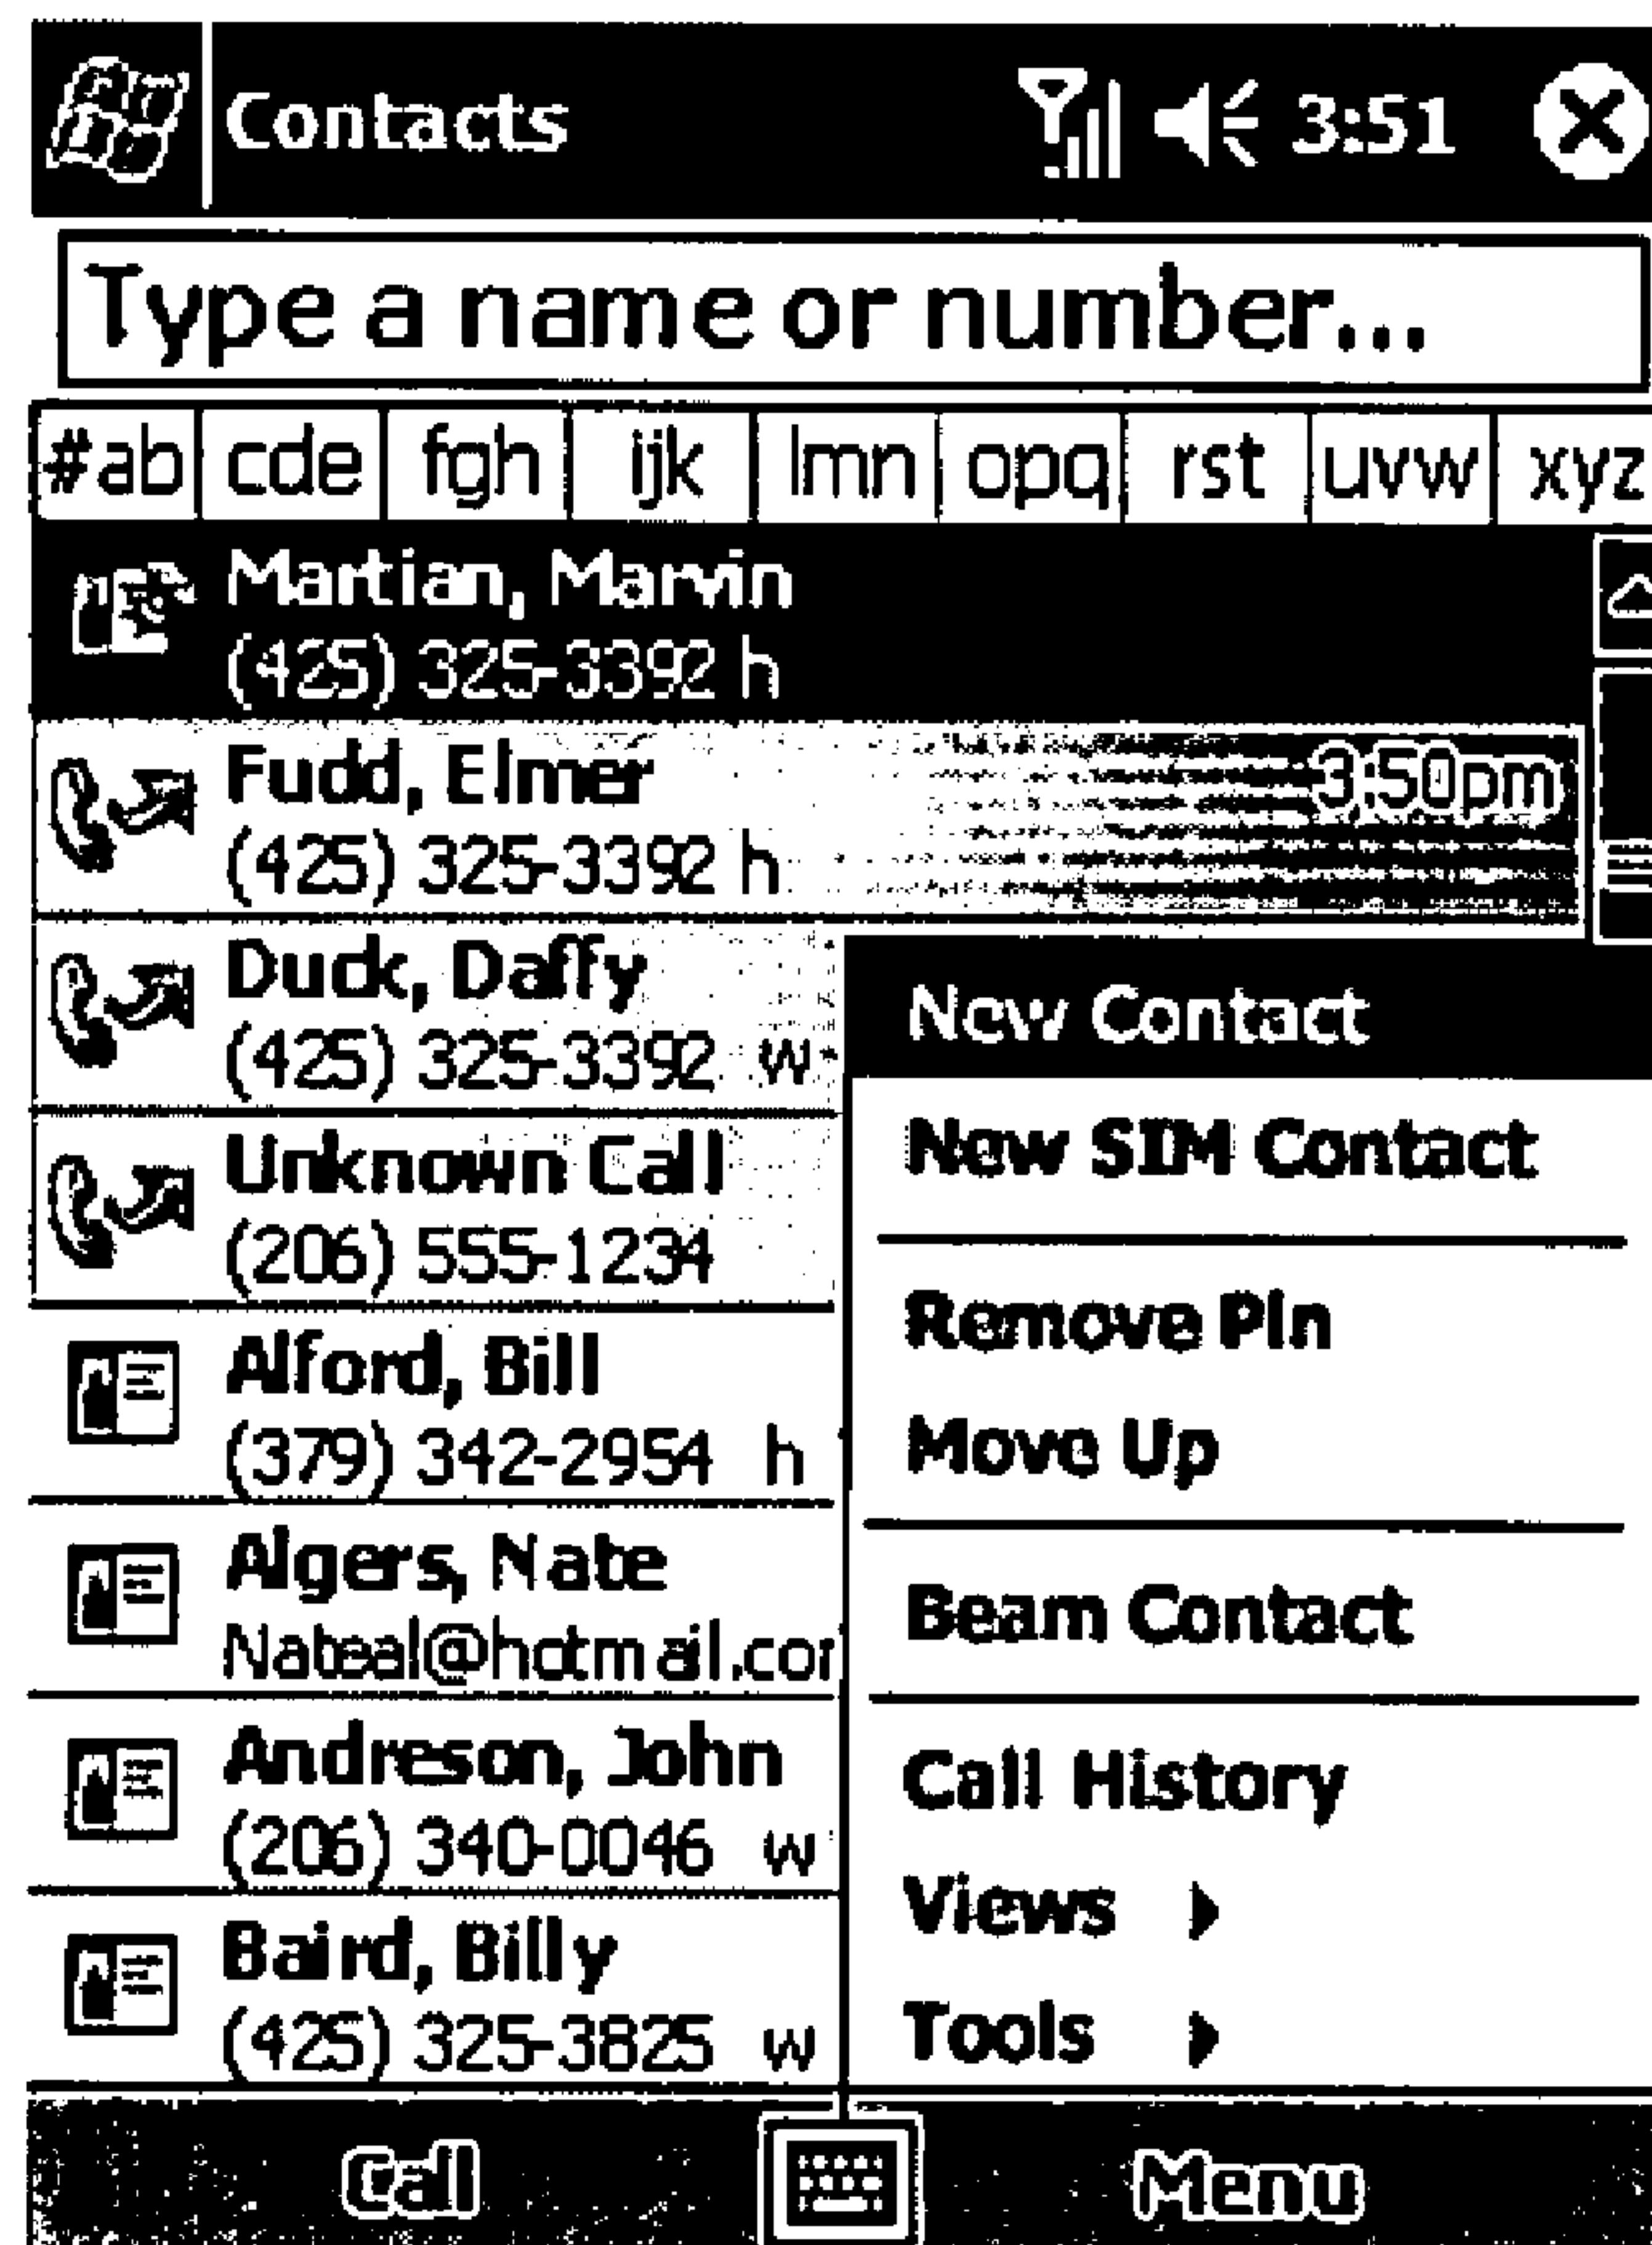 Contacts 3:51
Type a name or number...
#ab cde fgh ijk lmn opq rst uvw xyz
Martian, Marvin
(425) 325-3392 h
Fudd, Elmer 3:50pm
(425) 325-3392 h
Duck, Daffy
(425) 325-3392 w
Unknown Call
(206) 555-1234
Alford, Bill
(379) 342-2954 h
Algers, Nate
Nateal@hotmail.cor
Andreson, John
(206) 340-0046 w
Baird, Billy
(425) 325-3825 w
New Contact
New SIM Contact
Remove Pin
Move Up
Beam Contact
Call History
Views
Tools
Call Menu